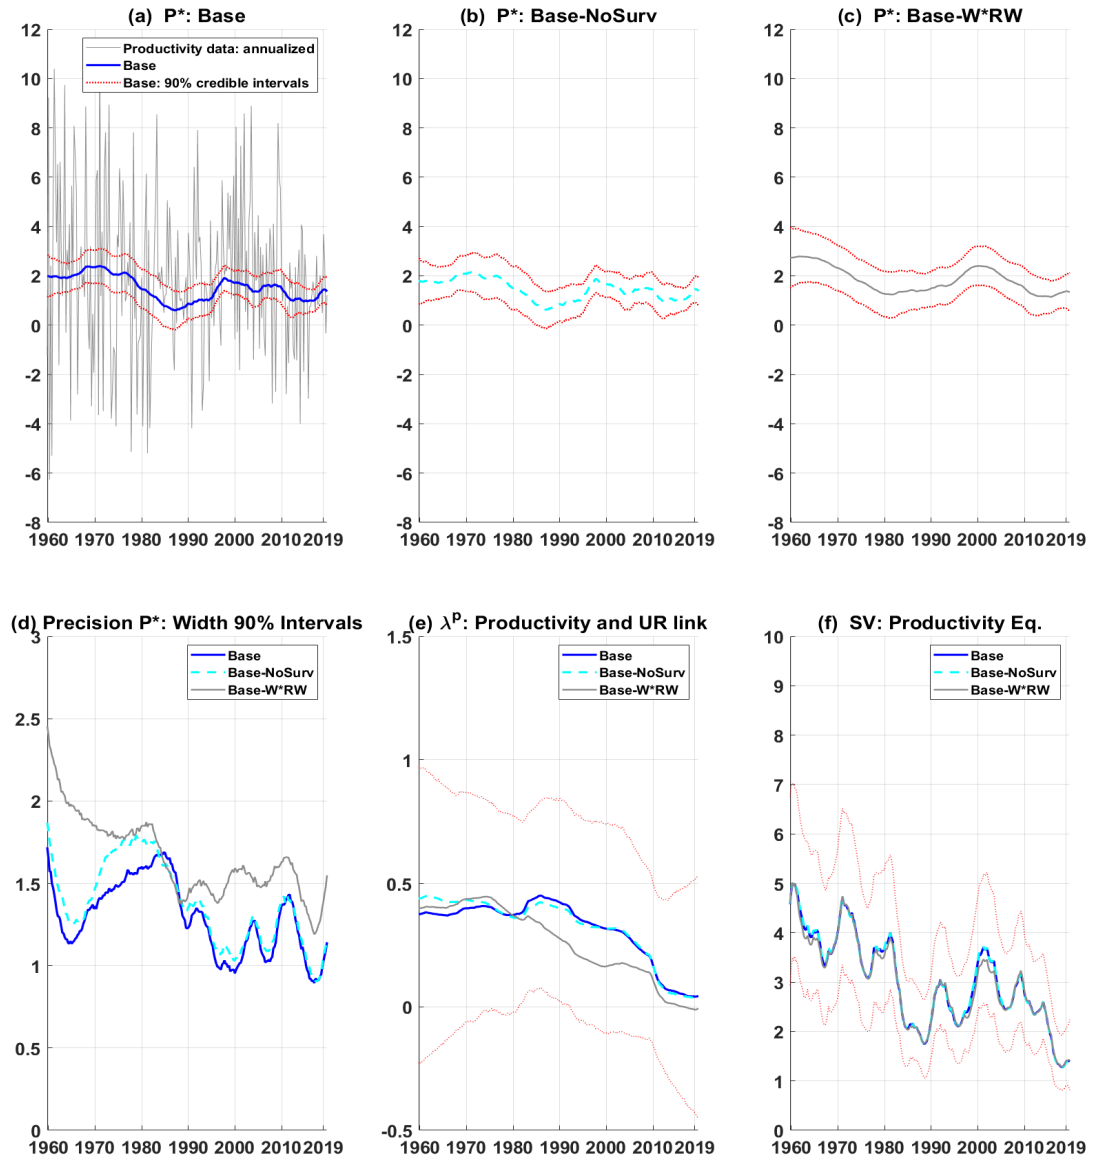 (a)  P*: Base
12
10
8
6
4
2
0
-2
-4
-6
-8
1960 1970 1980 1990 2000 2010 2019
Productivity data: annualized
Base
Base: 90% credible intervals
(b)  P*: Base-NoSurv
12
10
8
6
4
2
0
-2
-4
-6
-8
1960 1970 1980 1990 2000 2010 2019
(c)  P*: Base-W*RW
12
10
8
6
4
2
0
-2
-4
-6
-8
1960 1970 1980 1990 2000 2010 2019
(d) Precision P*: Width 90% Intervals
3
2.5
2
1.5
1
0.5
0
1960 1970 1980 1990 2000 2010 2019
Base
Base-NoSurv
Base-W*RW
(e) λᵖ: Productivity and UR link
1.5
1
0.5
0
-0.5
1960 1970 1980 1990 2000 2010 2019
Base
Base-NoSurv
Base-W*RW
(f)  SV: Productivity Eq.
10
9
8
7
6
5
4
3
2
1
0
1960 1970 1980 1990 2000 2010 2019
Base
Base-NoSurv
Base-W*RW